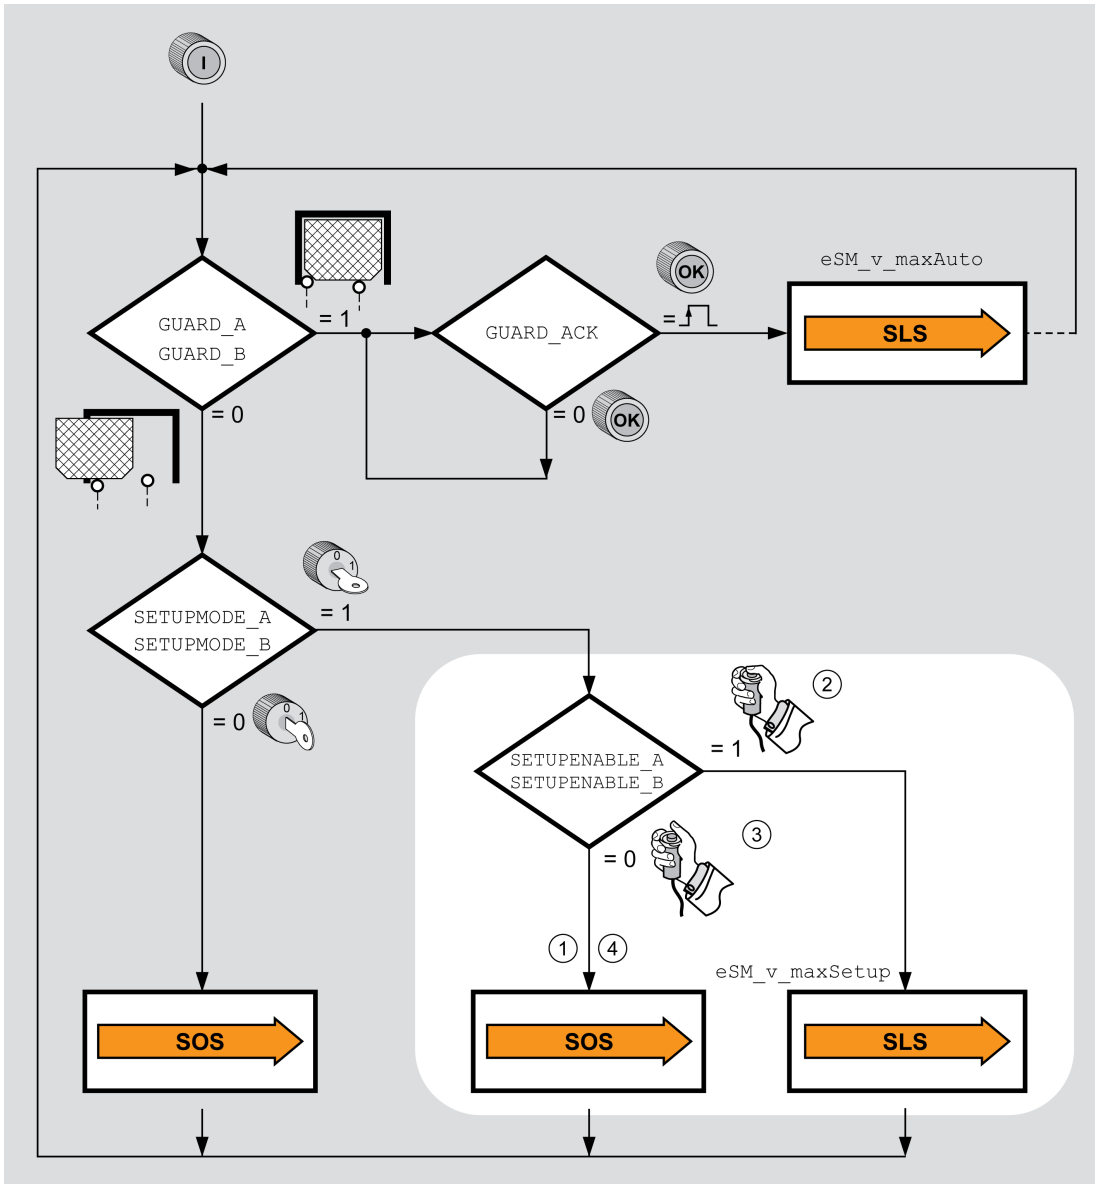 I
eSM_v_maxAuto
OK
GUARD_A
GUARD_B
= 1
GUARD_ACK
=
SLS
= 0
= 0
OK
0
1
SETUPMODE_A
SETUPMODE_B
= 1
= 0
0
1
2
SETUPENABLE_A
SETUPENABLE_B
= 1
3
= 0
1
4
eSM_v_maxSetup
SOS
SOS
SLS